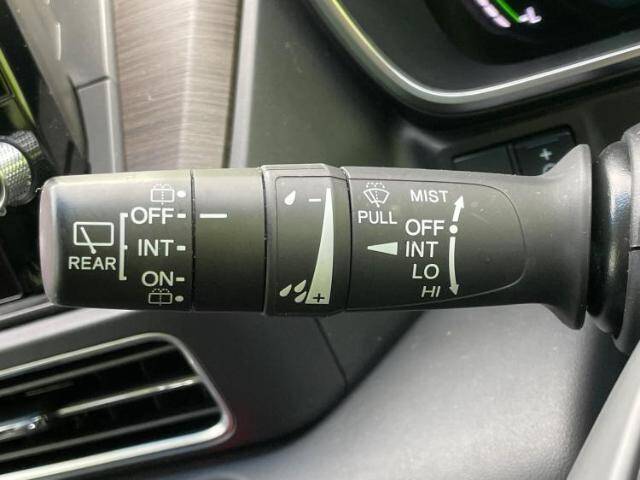 OFF
INT
ON
REAR
−
+
PULL
MIST
OFF
INT
LO
HI
+